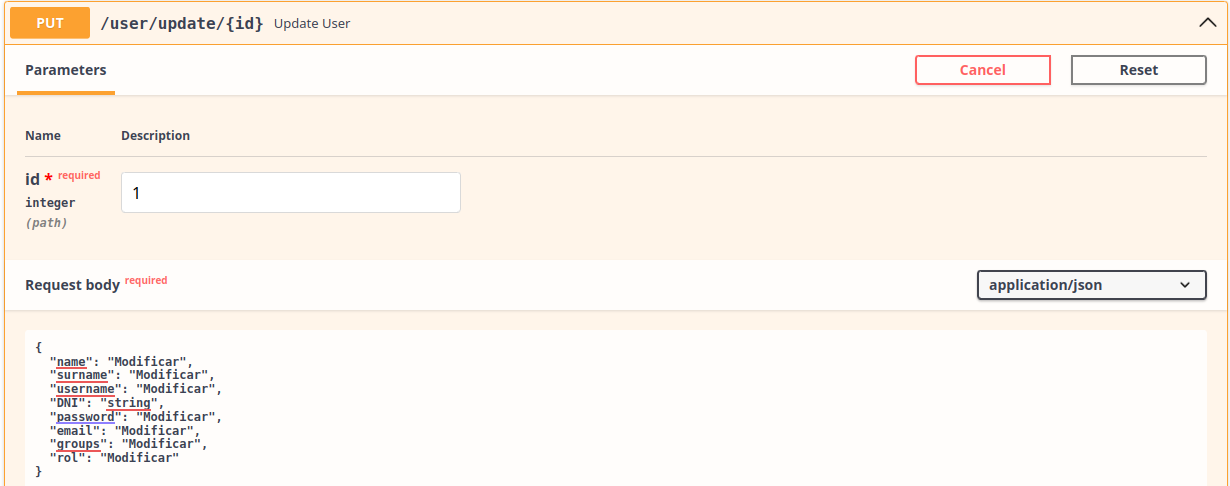 PUT /user/update/{id} Update User
Parameters Cancel Reset
Name Description
id * required
integer
(path)
1
Request body required application/json
{
  "name": "Modificar",
  "surname": "Modificar",
  "username": "Modificar",
  "DNI": "string",
  "password": "Modificar",
  "email": "Modificar",
  "groups": "Modificar",
  "rol": "Modificar"
}